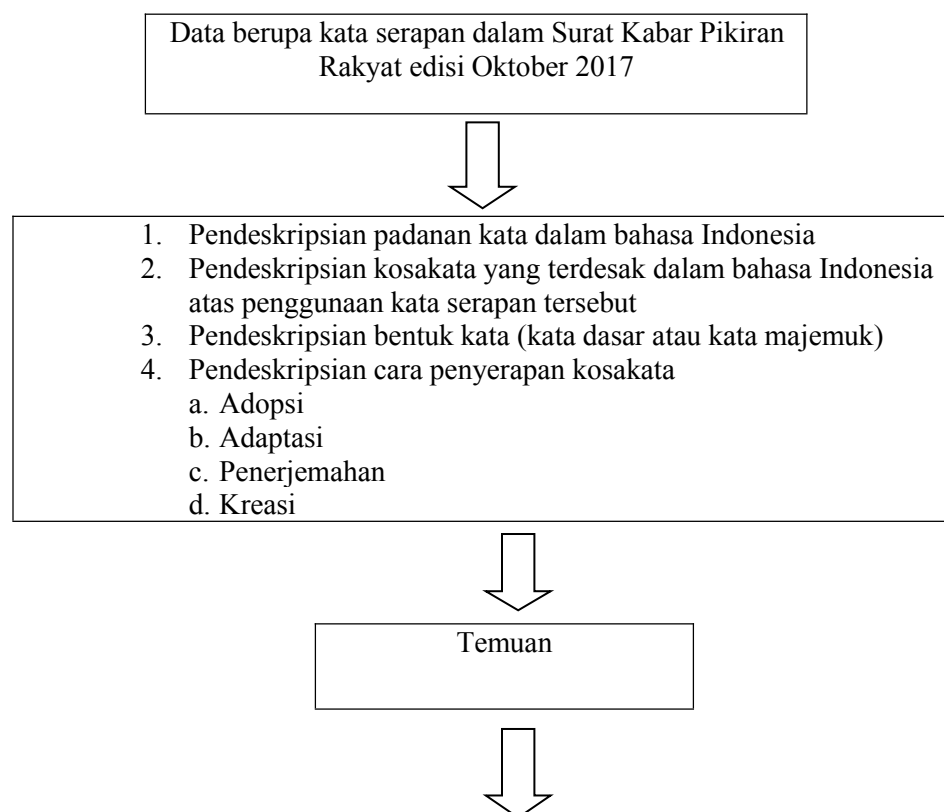 Data berupa kata serapan dalam Surat Kabar Pikiran
Rakyat edisi Oktober 2017
1. Pendeskripsian padanan kata dalam bahasa Indonesia
2. Pendeskripsian kosakata yang terdesak dalam bahasa Indonesia
atas penggunaan kata serapan tersebut
3. Pendeskripsian bentuk kata (kata dasar atau kata majemuk)
4. Pendeskripsian cara penyerapan kosakata
a. Adopsi
b. Adaptasi
c. Penerjemahan
d. Kreasi
Temuan